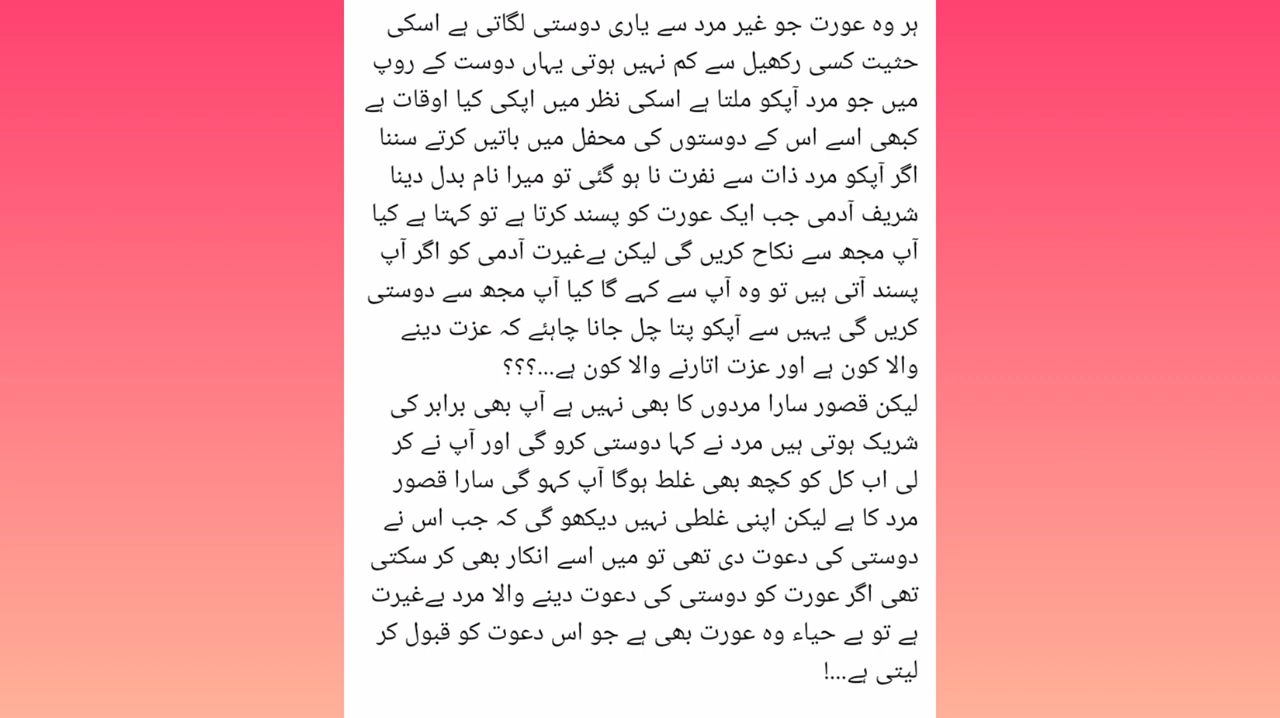 ہر وہ عورت جو غیر مرد سے یاری دوستی لگاتی ہے اسکی
حثیت کسی رکھیل سے کم نہیں ہوتی یہاں دوست کے روپ
میں جو مرد آپکو ملتا ہے اسکی نظر میں اپکی کیا اوقات ہے
کبھی اسے اس کے دوستوں کی محفل میں باتیں کرتے سننا
اگر آپکو مرد ذات سے نفرت نا ہو گئی تو میرا نام بدل دینا
شریف آدمی جب ایک عورت کو پسند کرتا ہے تو کہتا ہے کیا
آپ مجھ سے نکاح کریں گی لیکن بےغیرت آدمی کو اگر آپ
پسند آتی ہیں تو وہ آپ سے کہے گا کیا آپ مجھ سے دوستی
کریں گی یہیں سے آپکو پتا چل جانا چاہئے کہ عزت دینے
والا کون ہے اور عزت اتارنے والا کون ہے...؟؟؟
لیکن قصور سارا مردوں کا بھی نہیں ہے آپ بھی برابر کی
شریک ہوتی ہیں مرد نے کہا دوستی کرو گی اور آپ نے کر
لی اب کل کو کچھ بھی غلط ہوگا آپ کہو گی سارا قصور
مرد کا ہے لیکن اپنی غلطی نہیں دیکھو گی کہ جب اس نے
دوستی کی دعوت دی تھی تو میں اسے انکار بھی کر سکتی
تھی اگر عورت کو دوستی کی دعوت دینے والا مرد بےغیرت
ہے تو بے حیاء وہ عورت بھی ہے جو اس دعوت کو قبول کر
لیتی ہے...!